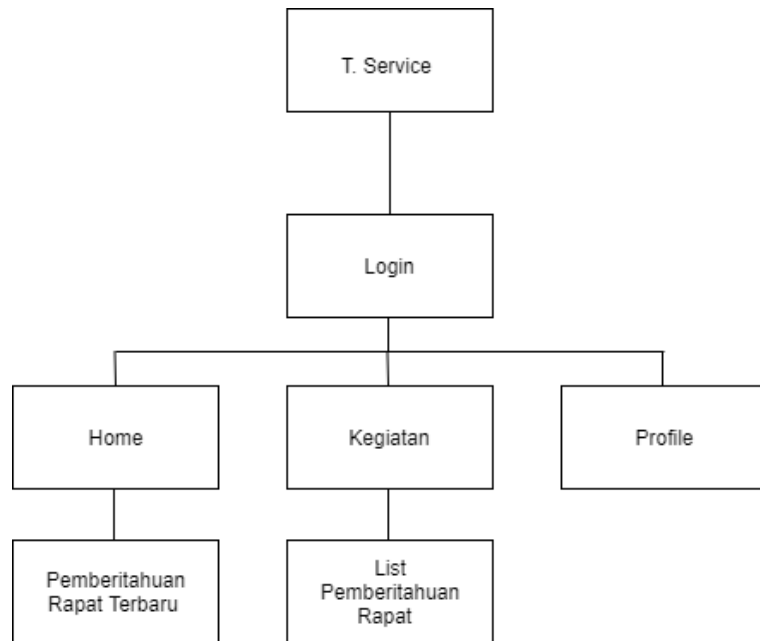 T. Service
Login
Home
Kegiatan
Profile
Pemberitahuan
Rapat Terbaru
List
Pemberitahuan
Rapat